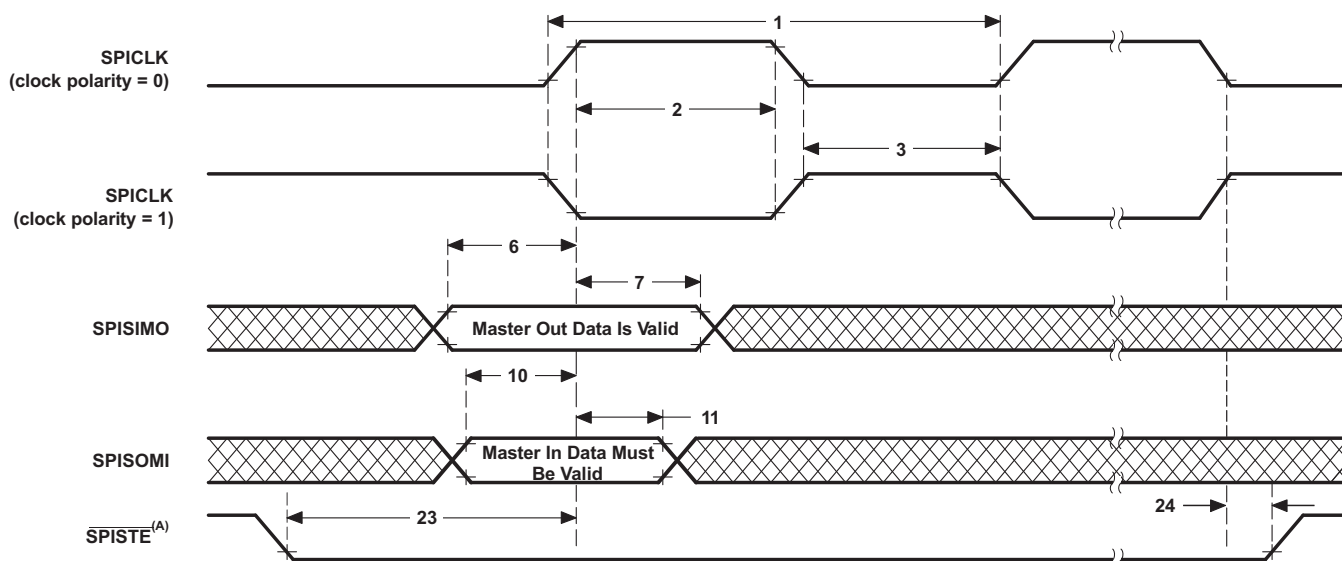 1
SPICLK
(clock polarity = 0)
2
3
SPICLK
(clock polarity = 1)
6
7
SPISIMO
Master Out Data Is Valid
10
11
SPISOMI
Master In Data Must
Be Valid
23
24
SPISTE(A)